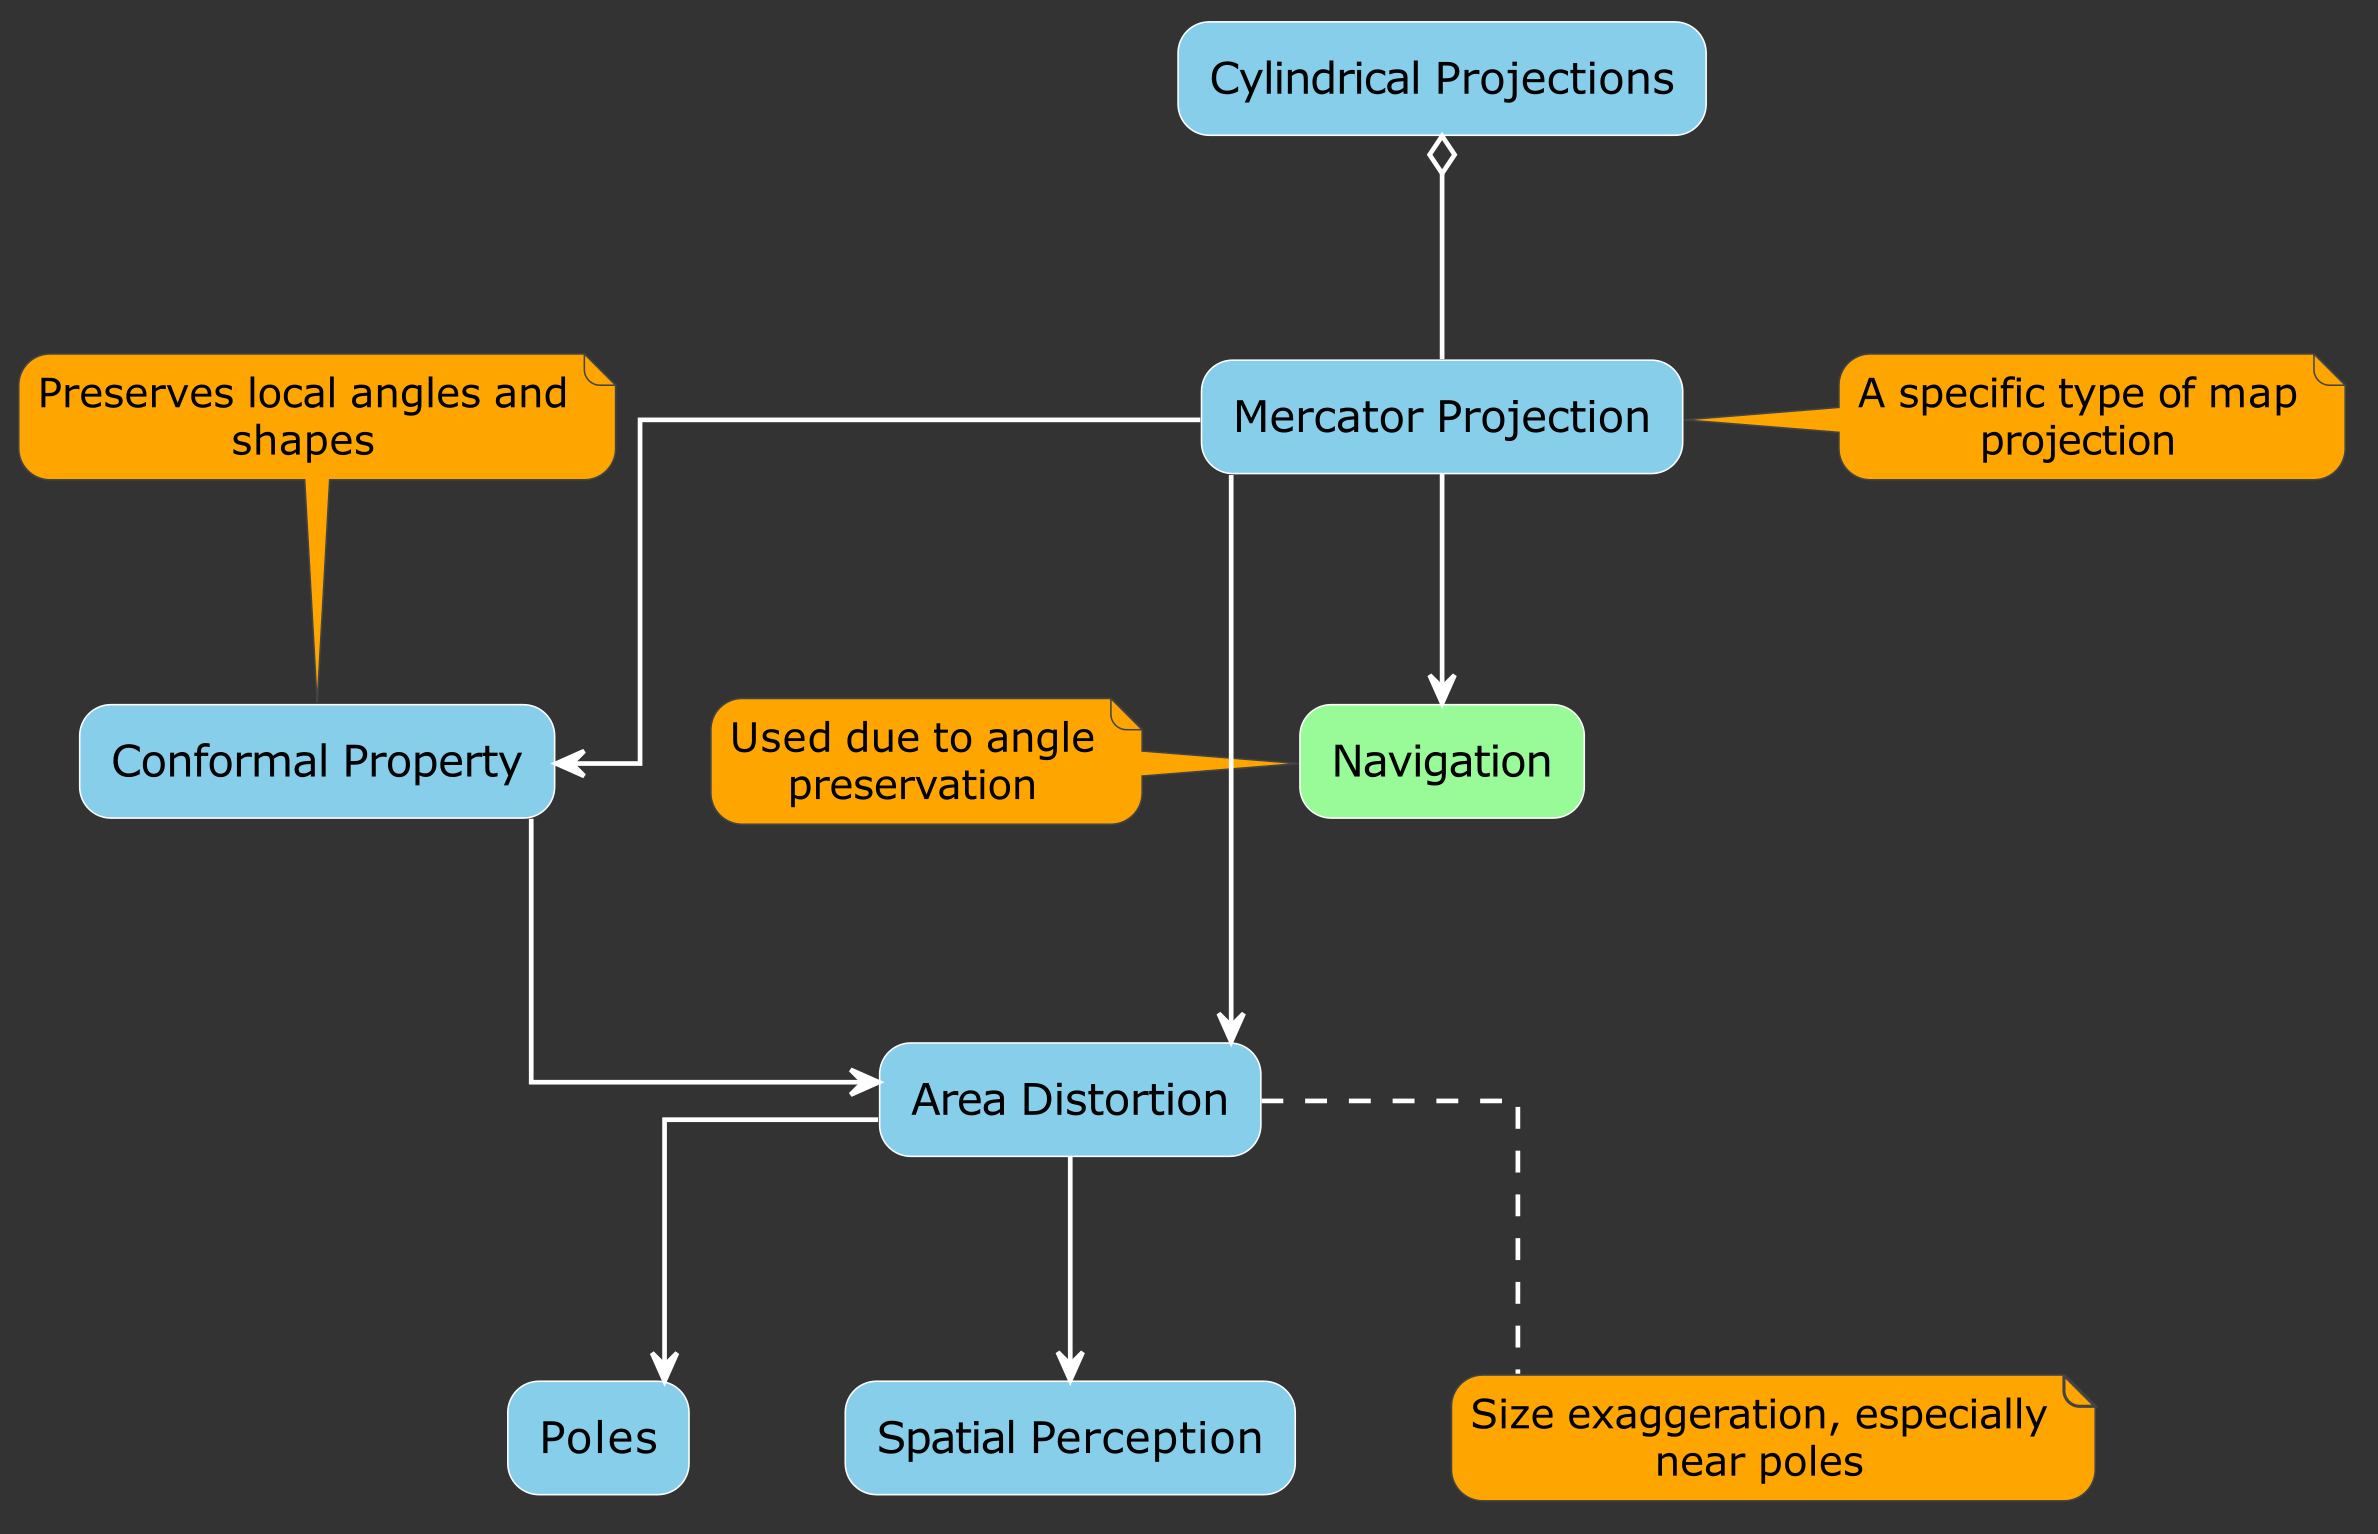 Cylindrical Projections
Preserves local angles and
shapes
Mercator Projection
A specific type of map
projection
Conformal Property
Used due to angle
preservation
Navigation
Area Distortion
Poles
Spatial Perception
Size exaggeration, especially
near poles